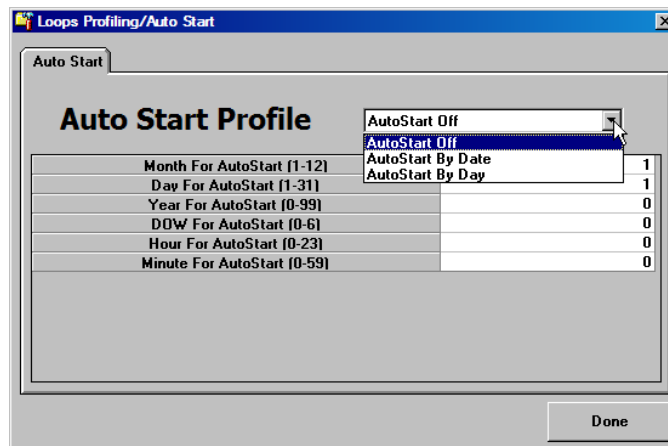 Loops Profiling/Auto Start
Auto Start
Auto Start Profile
AutoStart Off
AutoStart Off
AutoStart By Date
AutoStart By Day
Month For AutoStart (1-12) 1
Day For AutoStart (1-31) 1
Year For AutoStart (0-99) 0
DOW For AutoStart (0-6) 0
Hour For AutoStart (0-23) 0
Minute For AutoStart (0-59) 0
Done